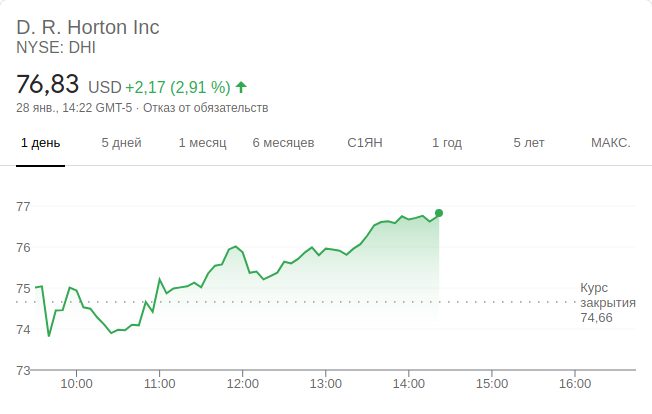 D. R. Horton Inc
NYSE: DHI
76,83 USD +2,17 (2,91 %)
28 янв., 14:22 GMT-5 · Отказ от обязательств
1 день 5 дней 1 месяц 6 месяцев С1ЯН 1 год 5 лет МАКС.
77
76
75
74
73
Курс
закрытия
74,66
10:00 11:00 12:00 13:00 14:00 15:00 16:00